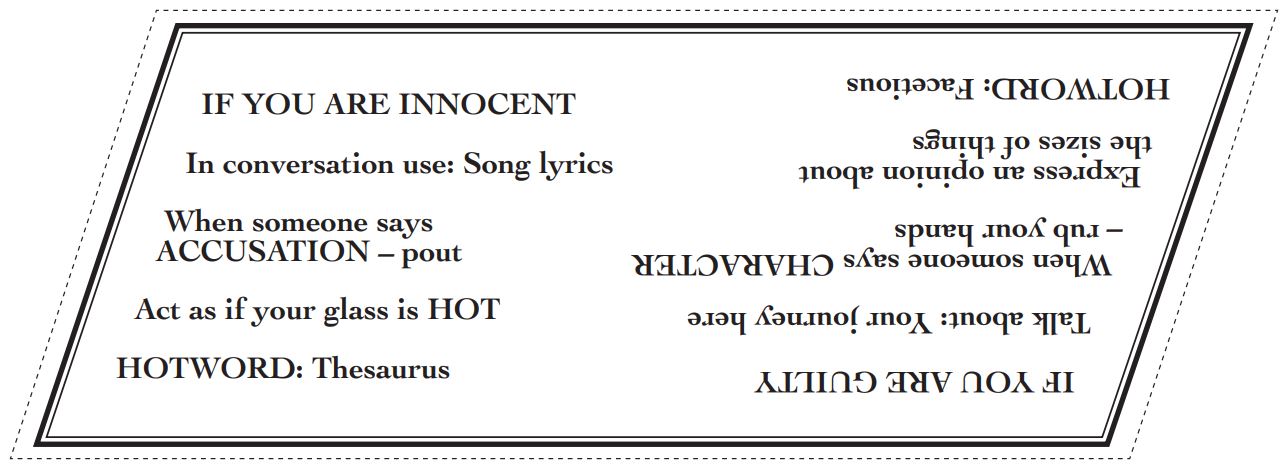 IF YOU ARE INNOCENT
In conversation use: Song lyrics
When someone says
ACCUSATION – pout
Act as if your glass is HOT
HOTWORD: Thesaurus
IF YOU ARE GUILTY
Talk about: Your journey here
When someone says CHARACTER
– rub your hands
Express an opinion about
the sizes of things
HOTWORD: Facetious